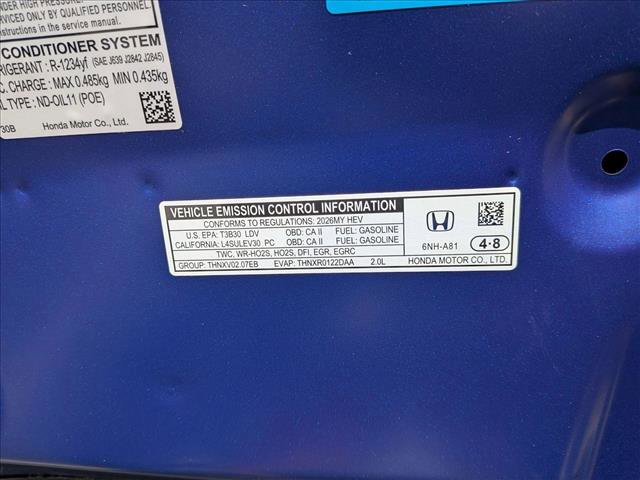 NDER HIGH PRESSURE
RVICED ONLY BY QUALIFIED PERSONNEL.
nstructions in the service manual.
CONDITIONER SYSTEM
RIGERANT : R-1234yf (SAE J639 J2842 J2845)
C. CHARGE : MAX 0.485kg MIN 0.435kg
L TYPE : ND-OIL11 (POE)
30B Honda Motor Co., Ltd.
VEHICLE EMISSION CONTROL INFORMATION
CONFORMS TO REGULATIONS: 2026MY HEV
U.S. EPA: T3B30 LDV OBD: CA II FUEL: GASOLINE
CALIFORNIA: L4SULEV30 PC OBD: CA II FUEL: GASOLINE
TWC, WR-HO2S, HO2S, DFI, EGR, EGRC
GROUP: THNXV02.07EB EVAP: THNXR0122DAA 2.0L
6NH-A81 4·8
HONDA MOTOR CO., LTD.